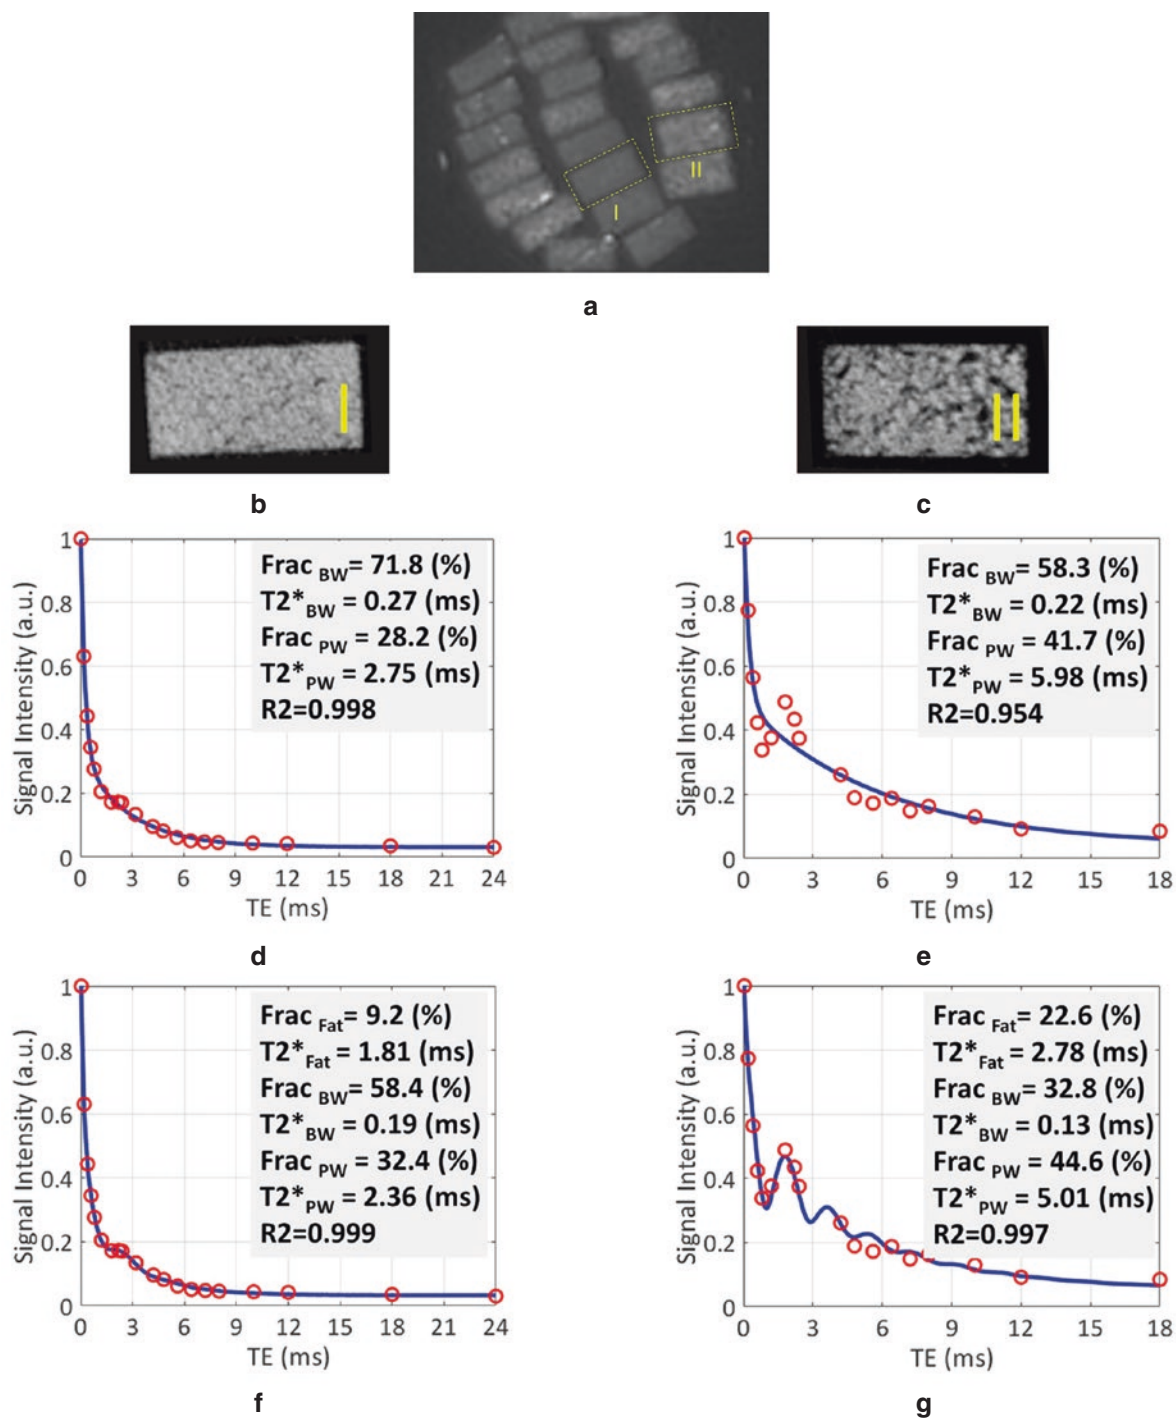 II
I
a
I
II
b
c
1
0.8
0.6
0.4
0.2
0
Signal Intensity (a.u.)
Frac BW= 71.8 (%)
T2*BW = 0.27 (ms)
Frac PW = 28.2 (%)
T2*PW = 2.75 (ms)
R2=0.998
0 3 6 9 12 15 18 21 24
TE (ms)
d
1
0.8
0.6
0.4
0.2
0
Signal Intensity (a.u.)
Frac BW= 58.3 (%)
T2*BW = 0.22 (ms)
Frac PW = 41.7 (%)
T2*PW = 5.98 (ms)
R2=0.954
0 3 6 9 12 15 18
TE (ms)
e
1
0.8
0.6
0.4
0.2
0
Signal Intensity (a.u.)
Frac Fat= 9.2 (%)
T2*Fat = 1.81 (ms)
Frac BW= 58.4 (%)
T2*BW = 0.19 (ms)
Frac PW = 32.4 (%)
T2*PW = 2.36 (ms)
R2=0.999
0 3 6 9 12 15 18 21 24
TE (ms)
f
1
0.8
0.6
0.4
0.2
0
Signal Intensity (a.u.)
Frac Fat= 22.6 (%)
T2*Fat = 2.78 (ms)
Frac BW= 32.8 (%)
T2*BW = 0.13 (ms)
Frac PW = 44.6 (%)
T2*PW = 5.01 (ms)
R2=0.997
0 3 6 9 12 15 18
TE (ms)
g